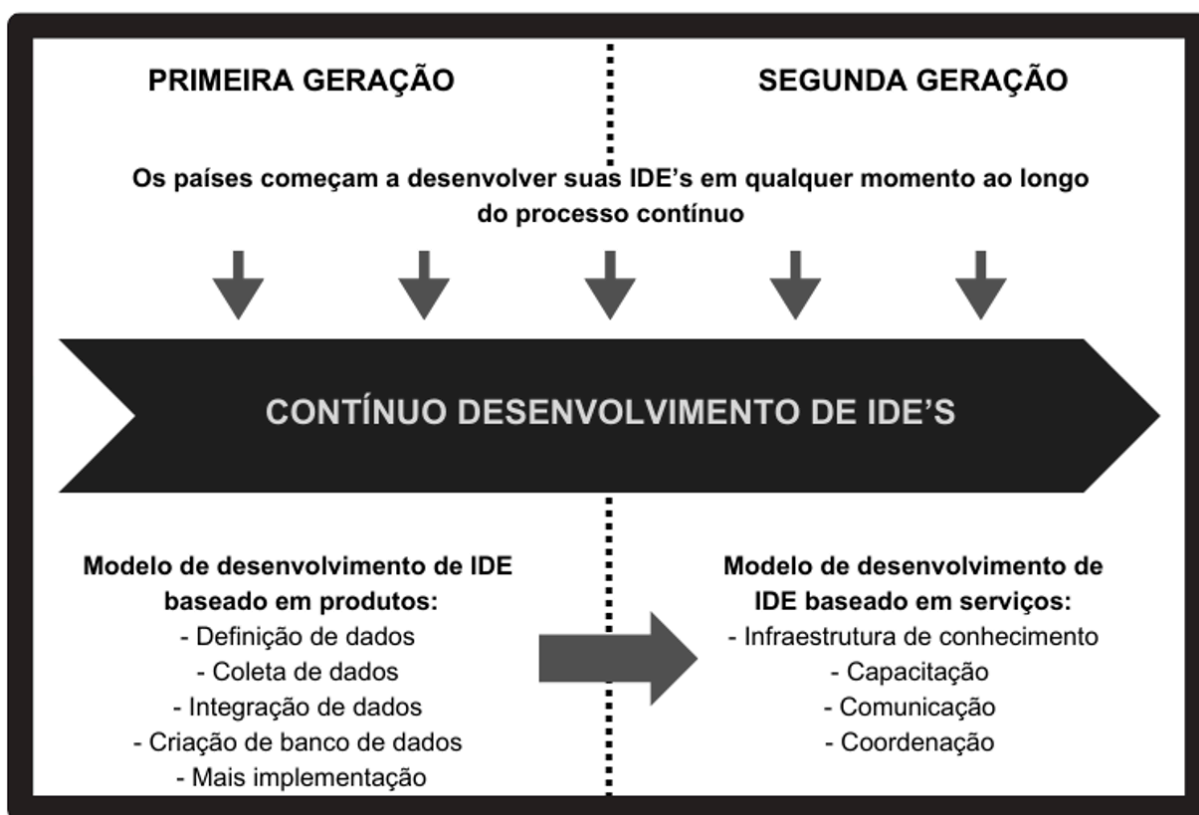 PRIMEIRA GERAÇÃO
SEGUNDA GERAÇÃO
Os países começam a desenvolver suas IDE’s em qualquer momento ao longo
do processo contínuo
CONTÍNUO DESENVOLVIMENTO DE IDE’S
Modelo de desenvolvimento de IDE
baseado em produtos:
- Definição de dados
- Coleta de dados
- Integração de dados
- Criação de banco de dados
- Mais implementação
Modelo de desenvolvimento de
IDE baseado em serviços:
- Infraestrutura de conhecimento
- Capacitação
- Comunicação
- Coordenação